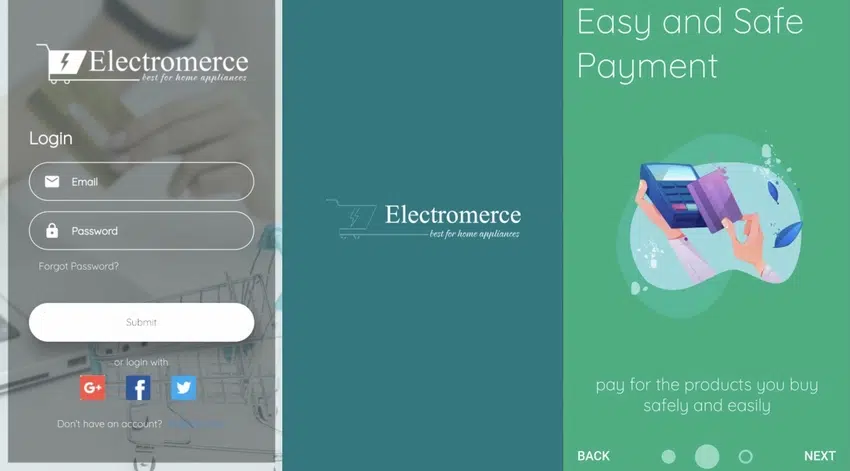 Electromerce
best for home appliances
Login
Email
Password
Forgot Password?
Submit
or login with
G+
f
Don't have an account?
Electromerce
best for home appliances
Easy and Safe
Payment
pay for the products you buy
safely and easily
BACK
NEXT